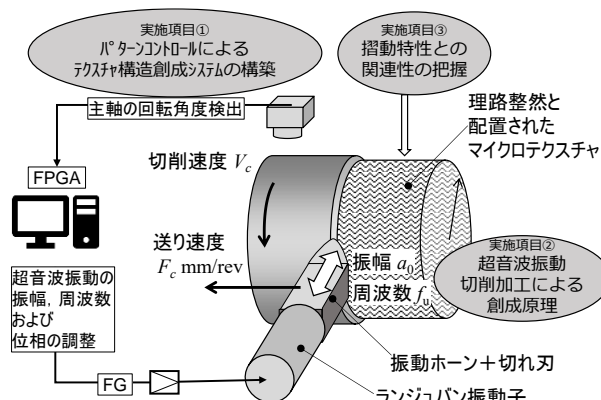 実施項目①
パターンコントロールによる
テクスチャ構造創成システムの構築
実施項目③
摺動特性との
関連性の把握
主軸の回転角度検出
理路整然と
配置された
マイクロテクスチャ
FPGA
切削速度 Vc
送り速度
Fc mm/rev
振幅 a0
周波数 fu
実施項目②
超音波振動
切削加工による
創成原理
超音波振動の
振幅, 周波数
および
位相の調整
FG
振動ホーン＋切れ刃
ランジュバン振動子